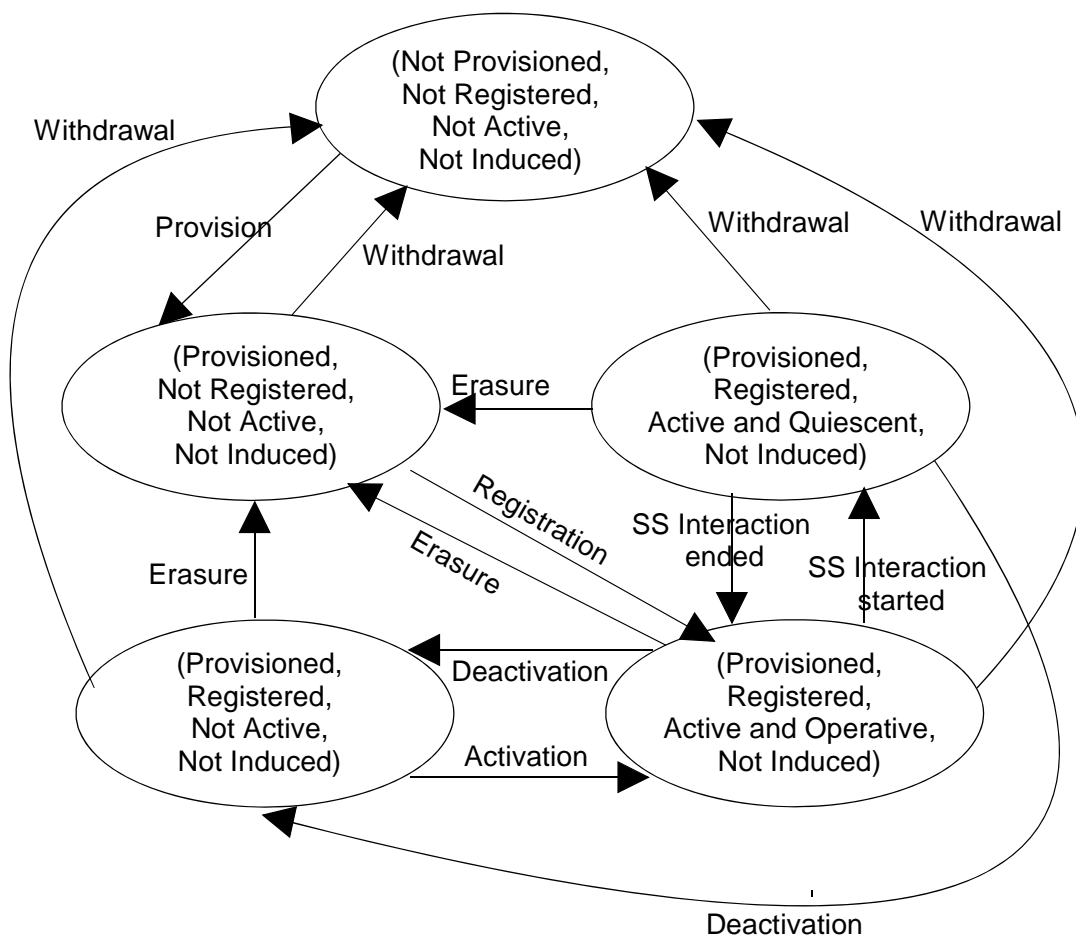 (Not Provisioned,
Not Registered,
Not Active,
Not Induced)
Withdrawal
Provision
Withdrawal
Withdrawal
Withdrawal
(Provisioned,
Not Registered,
Not Active,
Not Induced)
Erasure
(Provisioned,
Registered,
Active and Quiescent,
Not Induced)
Registration
Erasure
SS Interaction
ended
SS Interaction
started
Erasure
(Provisioned,
Registered,
Not Active,
Not Induced)
Deactivation
Activation
(Provisioned,
Registered,
Active and Operative,
Not Induced)
Deactivation